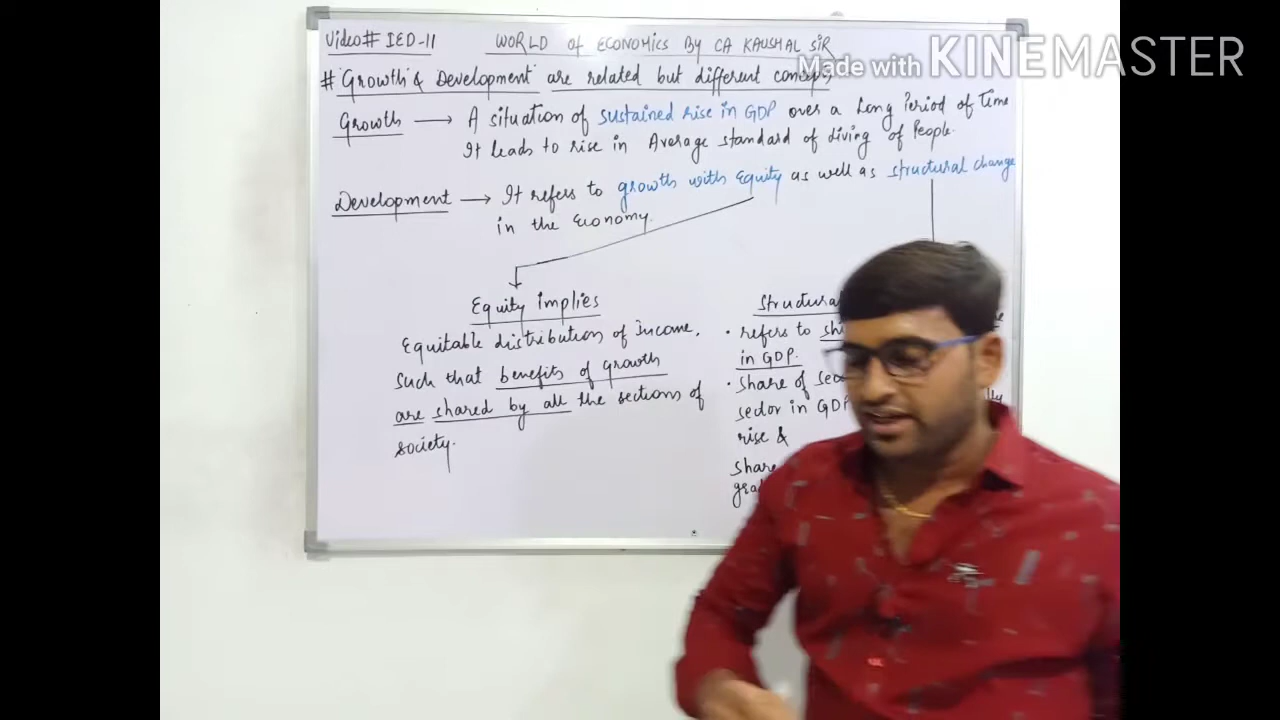 Video# IED-11
WORLD of ECONOMICS BY CA KAUSHAL SIR
Made with KINEMASTER
# "Growth & Development" are related but different concepts
Growth → A situation of sustained rise in GDP over a Long Period of Time
It leads to rise in Average standard of living of People.
Development → It refers to growth with Equity as well as structural change
in the Economy.
Equity implies
Equitable distribution of Income,
such that benefits of growth
are shared by all the sections of
society.
Structural
• refers to
in GDP.
• share of
sector in GDP
rise &
share